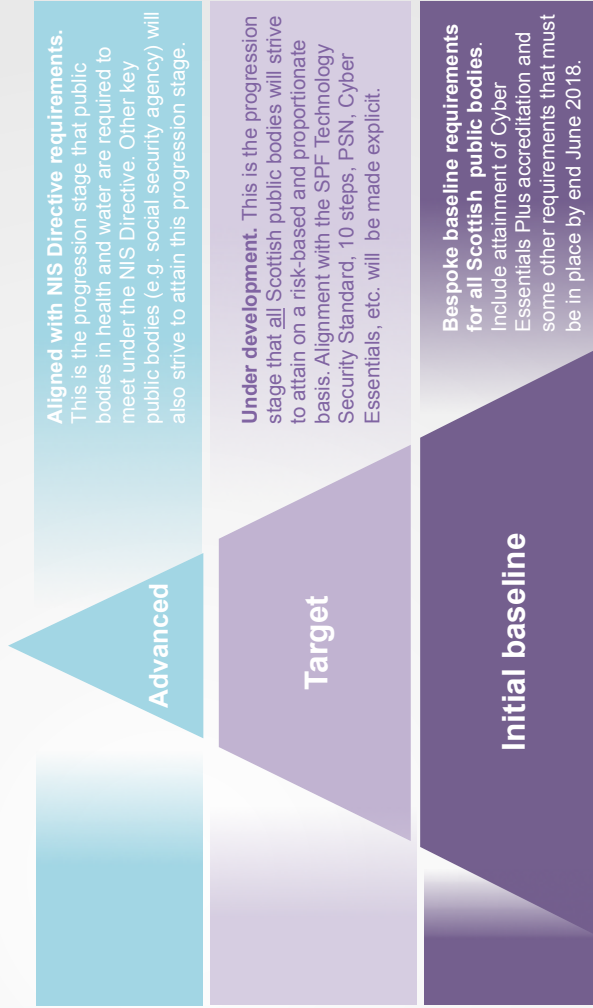 Advanced
Aligned with NIS Directive requirements.
This is the progression stage that public
bodies in health and water are required to
meet under the NIS Directive. Other key
public bodies (e.g. social security agency) will
also strive to attain this progression stage.
Target
Under development. This is the progression
stage that all Scottish public bodies will strive
to attain on a risk-based and proportionate
basis. Alignment with the SPF Technology
Security Standard, 10 steps, PSN, Cyber
Essentials, etc. will be made explicit.
Initial baseline
Bespoke baseline requirements
for all Scottish public bodies.
Include attainment of Cyber
Essentials Plus accreditation and
some other requirements that must
be in place by end June 2018.